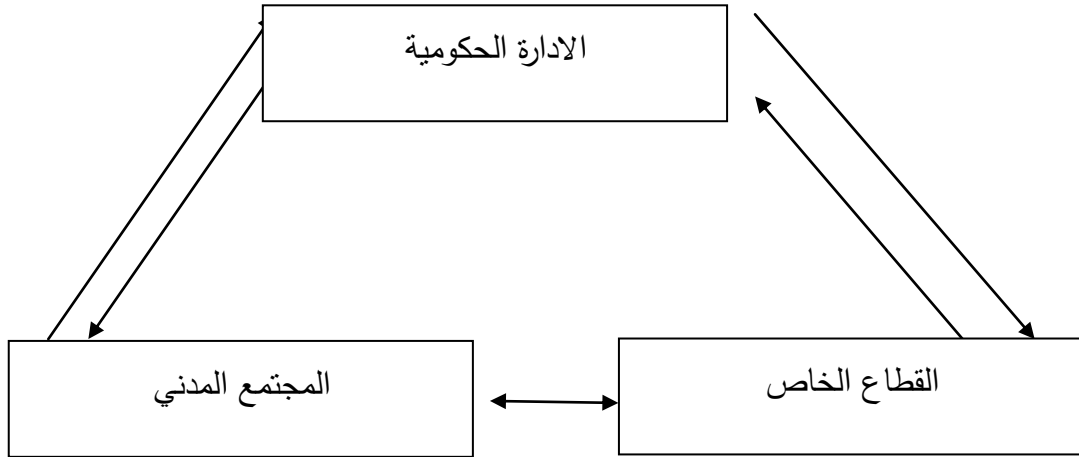 الادارة الحكومية
المجتمع المدني
القطاع الخاص